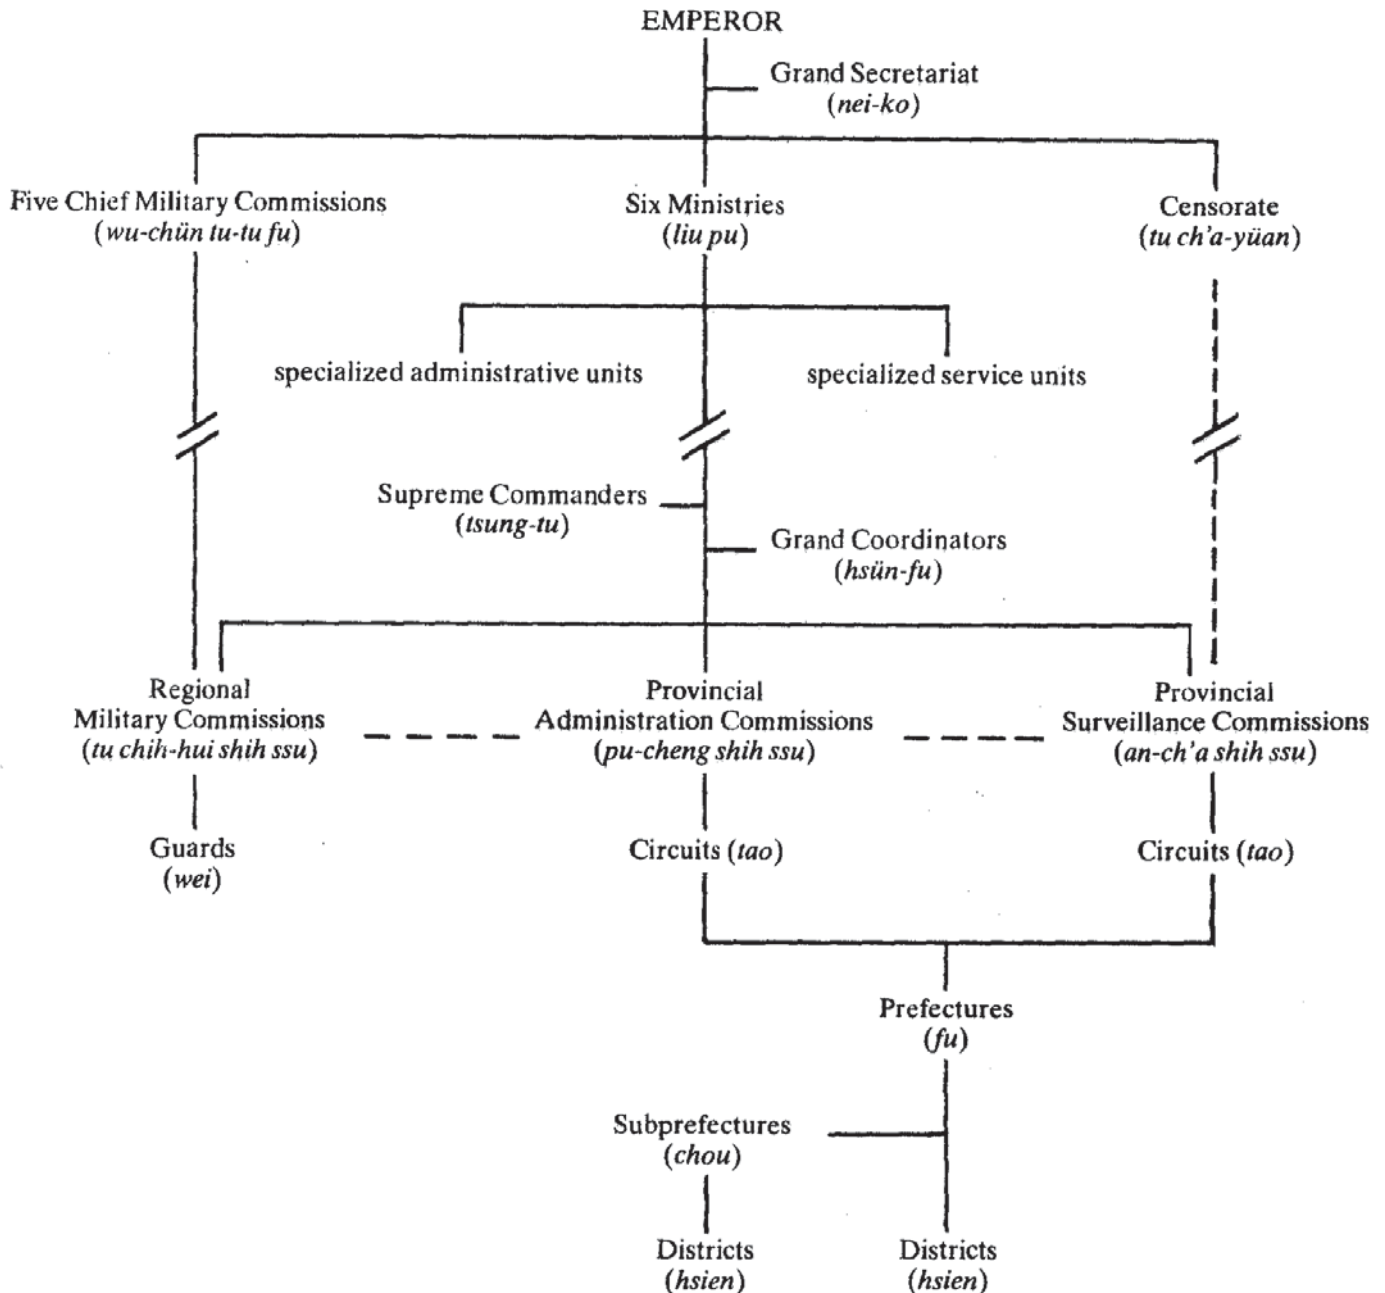 EMPEROR
Grand Secretariat
(nei-ko)
Five Chief Military Commissions
(wu-chün tu-tu fu)
Six Ministries
(liu pu)
Censorate
(tu ch'a-yüan)
specialized administrative units
specialized service units
Supreme Commanders
(tsung-tu)
Grand Coordinators
(hsün-fu)
Regional
Military Commissions
(tu chih-hui shih ssu)
Provincial
Administration Commissions
(pu-cheng shih ssu)
Provincial
Surveillance Commissions
(an-ch'a shih ssu)
Guards
(wei)
Circuits (tao)
Circuits (tao)
Prefectures
(fu)
Subprefectures
(chou)
Districts
(hsien)
Districts
(hsien)